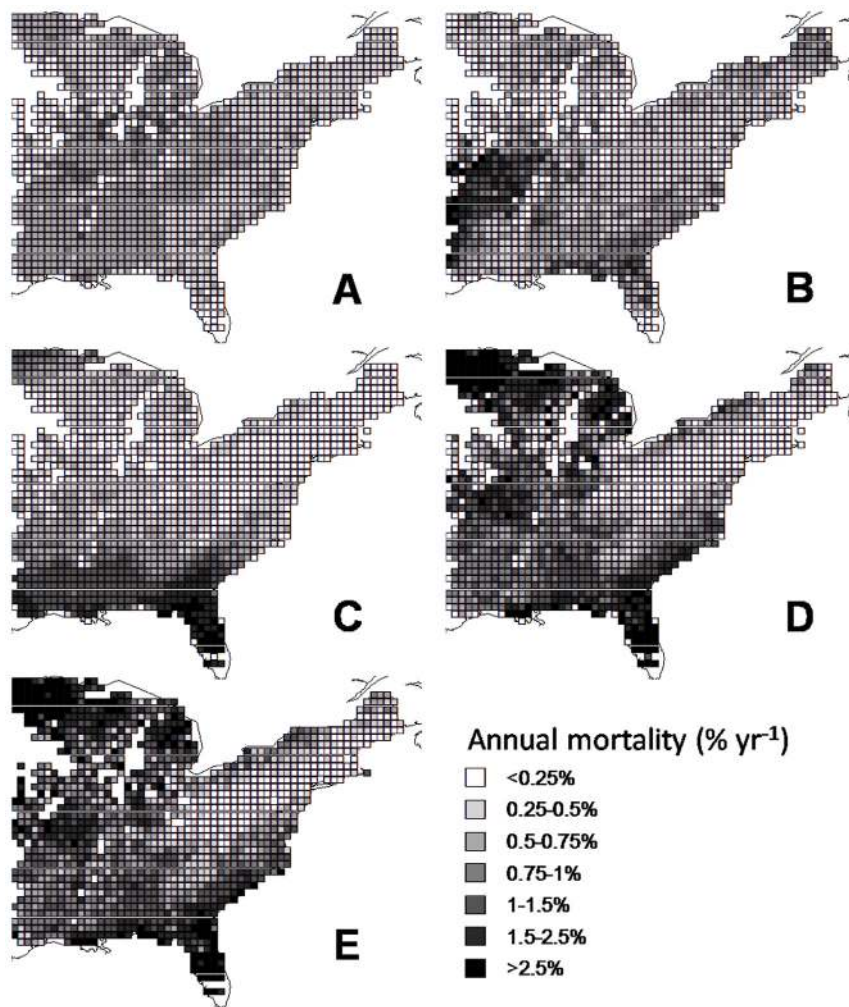 A
B
C
D
E
Annual mortality (% yr-1)
<0.25%
0.25-0.5%
0.5-0.75%
0.75-1%
1-1.5%
1.5-2.5%
>2.5%